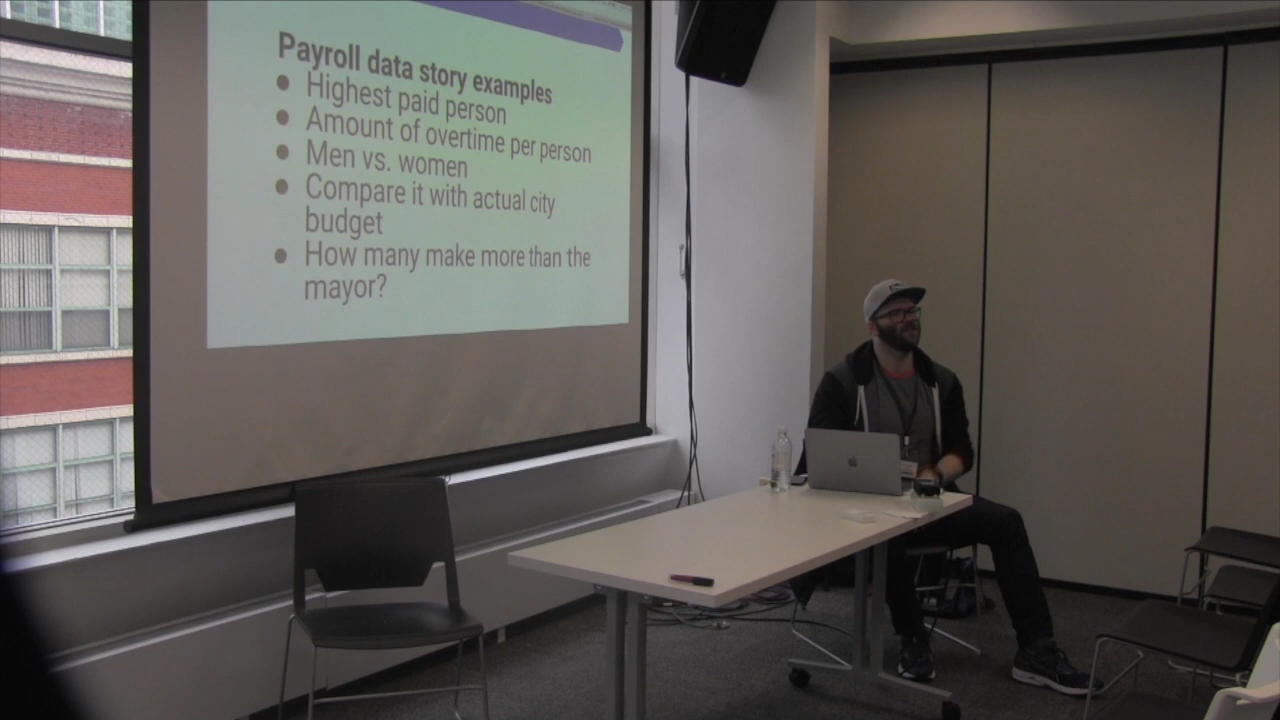 Payroll data story examples
● Highest paid person
● Amount of overtime per person
● Men vs. women
● Compare it with actual city
budget
● How many make more than the
mayor?